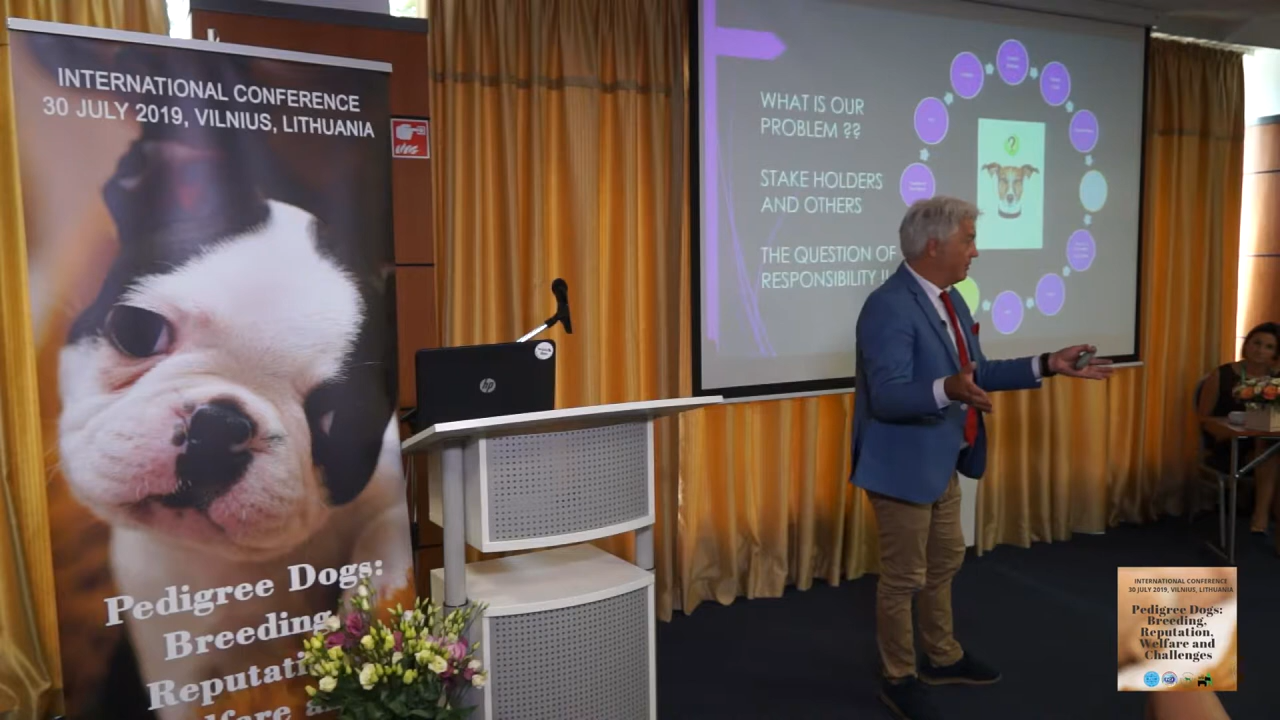 INTERNATIONAL CONFERENCE
30 JULY 2019, VILNIUS, LITHUANIA
Pedigree Dogs:
Breeding
Reputati
lfare a
hp
WHAT IS OUR
PROBLEM ??
STAKE HOLDERS
AND OTHERS
THE QUESTION OF
RESPONSIBILITY !!
INTERNATIONAL CONFERENCE
30 JULY 2019, VILNIUS, LITHUANIA
Pedigree Dogs:
Breeding,
Reputation,
Welfare and
Challenges